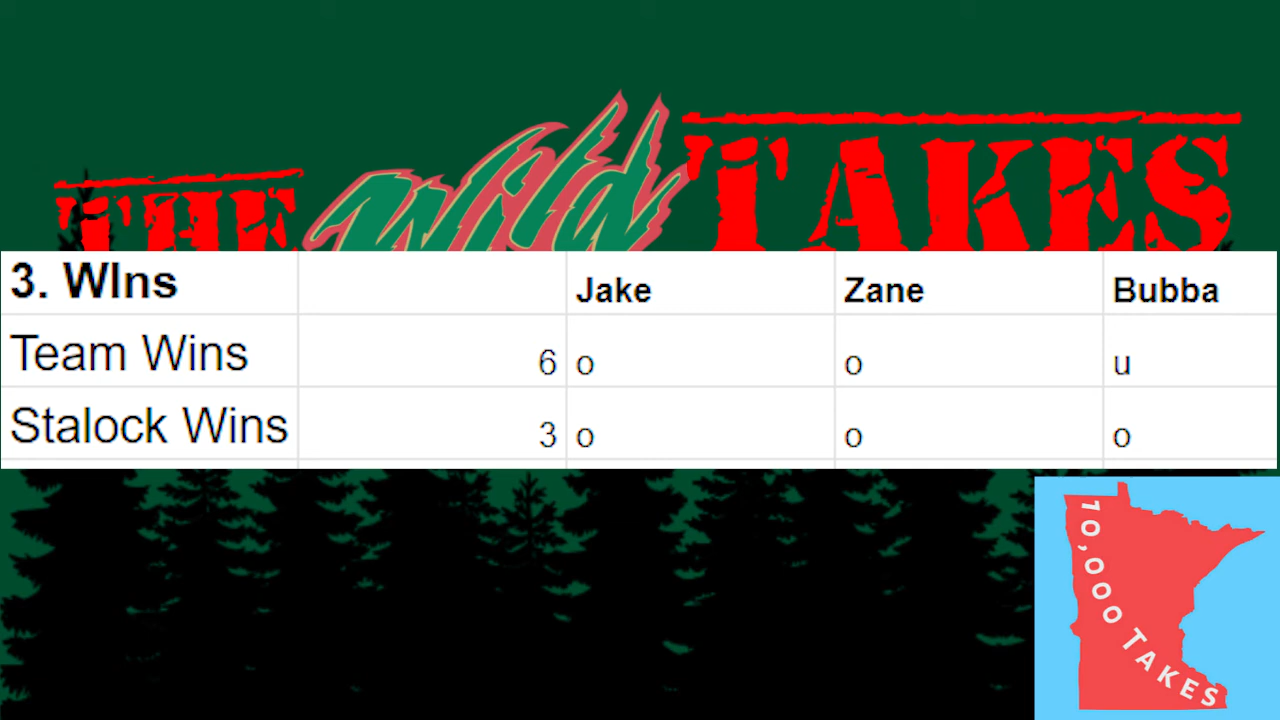 THE Wild TAKES
3. WIns Jake Zane Bubba
Team Wins 6 o o u
Stalock Wins 3 o o o
10,000 TAKES